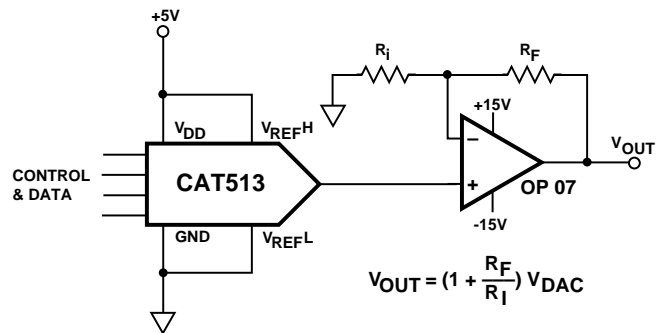 +5V
Ri
RF
+15V
VDD
VREFH
VOUT
–
CONTROL
& DATA
CAT513
+
OP 07
GND
VREFL
-15V
VOUT = (1 + RF/RI) VDAC